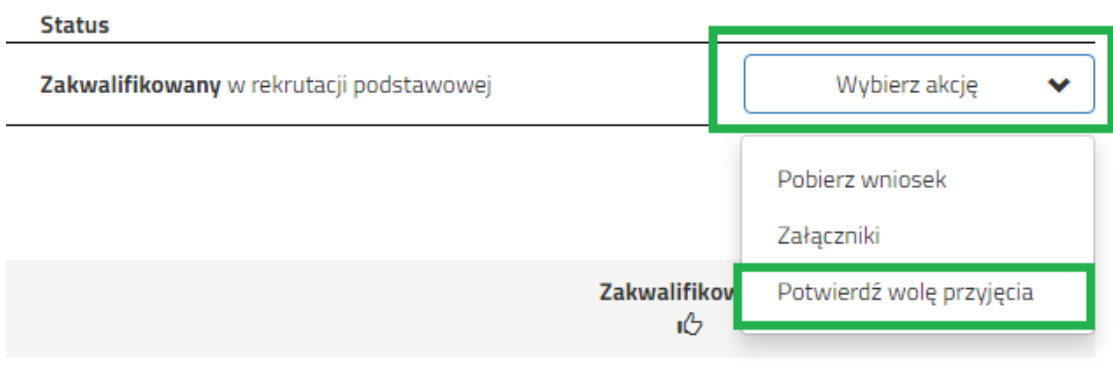 Status
Zakwalifikowany w rekrutacji podstawowej
Wybierz akcję
Pobierz wniosek
Załączniki
Zakwalifikow
Potwierdź wolę przyjęcia